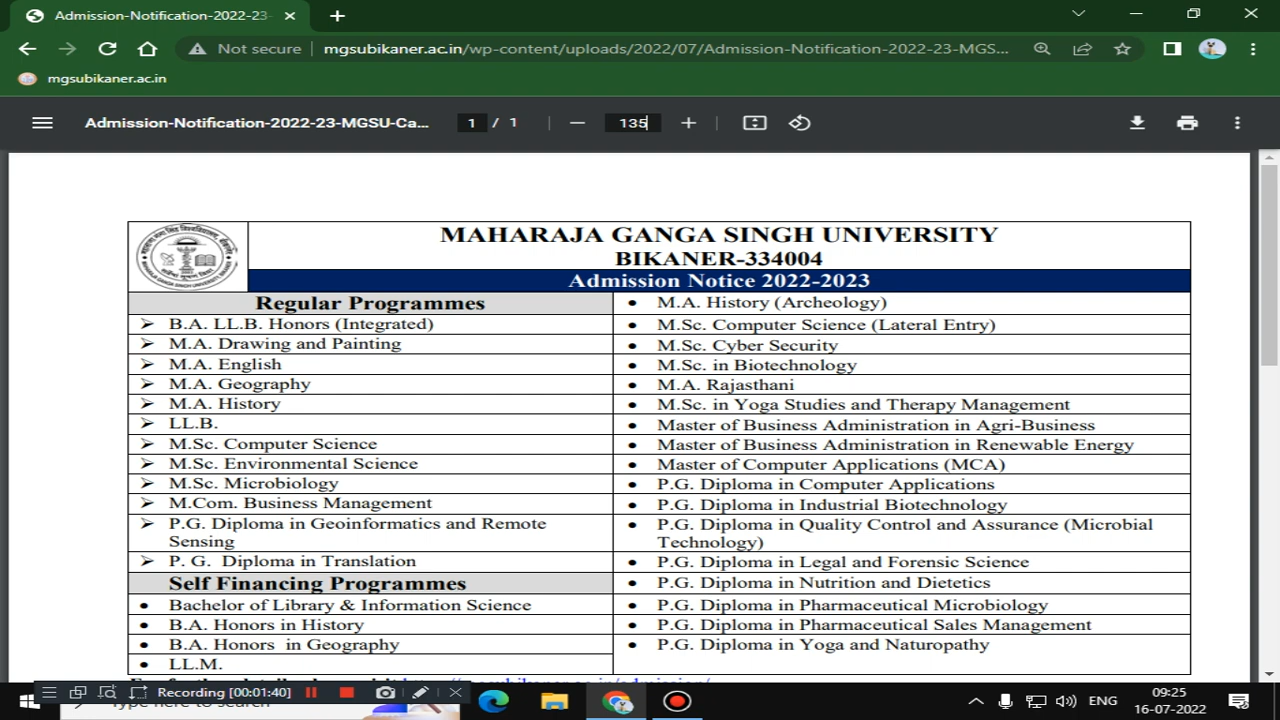 Admission-Notification-2022-23-
Not secure
mgsubikaner.ac.in/wp-content/uploads/2022/07/Admission-Notification-2022-23-MGS...
mgsubikaner.ac.in
Admission-Notification-2022-23-MGSU-Ca...
1 / 1
135
MAHARAJA GANGA SINGH UNIVERSITY
BIKANER-334004
Admission Notice 2022-2023
Regular Programmes
B.A. LL.B. Honors (Integrated)
M.A. Drawing and Painting
M.A. English
M.A. Geography
M.A. History
LL.B.
M.Sc. Computer Science
M.Sc. Environmental Science
M.Sc. Microbiology
M.Com. Business Management
P.G. Diploma in Geoinformatics and Remote
Sensing
P. G. Diploma in Translation
Self Financing Programmes
Bachelor of Library & Information Science
B.A. Honors in History
B.A. Honors in Geography
LL.M.
M.A. History (Archeology)
M.Sc. Computer Science (Lateral Entry)
M.Sc. Cyber Security
M.Sc. in Biotechnology
M.A. Rajasthani
M.Sc. in Yoga Studies and Therapy Management
Master of Business Administration in Agri-Business
Master of Business Administration in Renewable Energy
Master of Computer Applications (MCA)
P.G. Diploma in Computer Applications
P.G. Diploma in Industrial Biotechnology
P.G. Diploma in Quality Control and Assurance (Microbial
Technology)
P.G. Diploma in Legal and Forensic Science
P.G. Diploma in Nutrition and Dietetics
P.G. Diploma in Pharmaceutical Microbiology
P.G. Diploma in Pharmaceutical Sales Management
P.G. Diploma in Yoga and Naturopathy
Recording [00:01:40]
Type here to search
ENG
09:25
16-07-2022